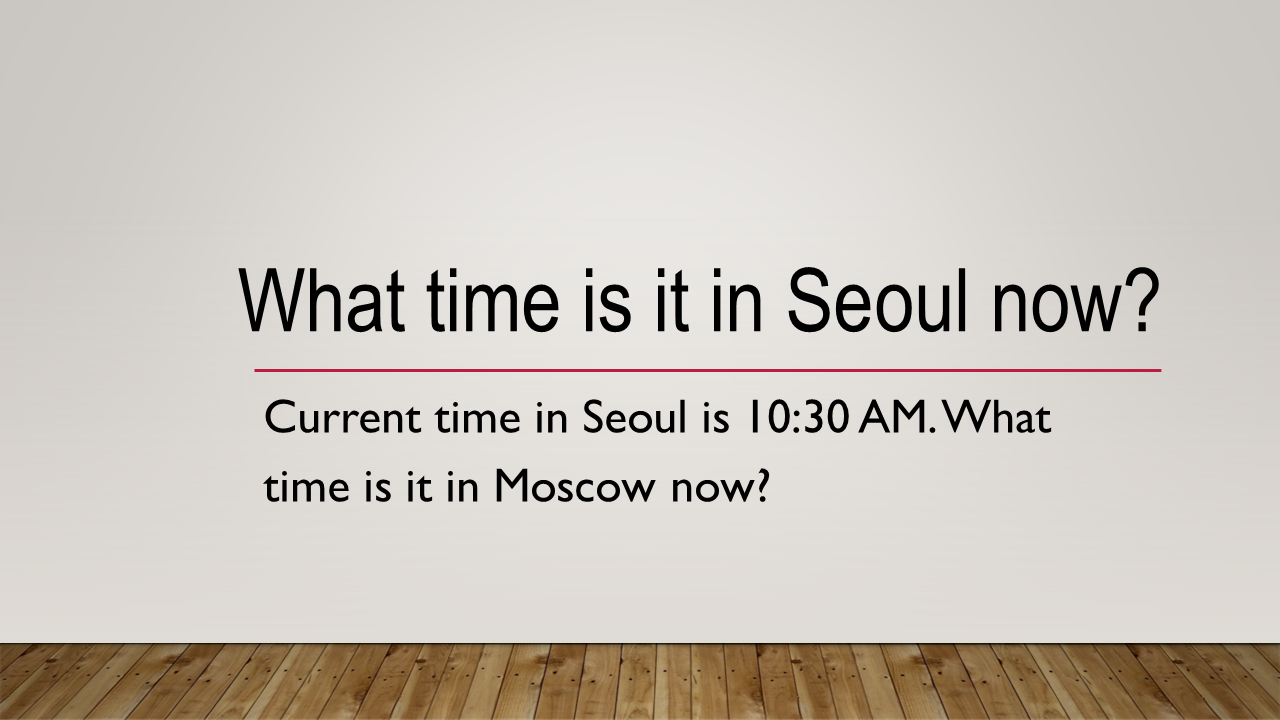 What time is it in Seoul now?
Current time in Seoul is 10:30 AM. What
time is it in Moscow now?